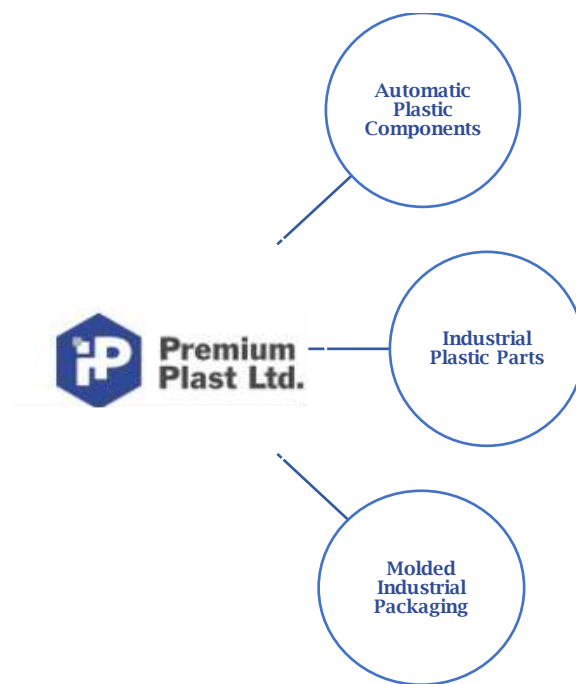 Automatic
Plastic
Components
Premium
Plast Ltd.
Industrial
Plastic Parts
Molded
Industrial
Packaging